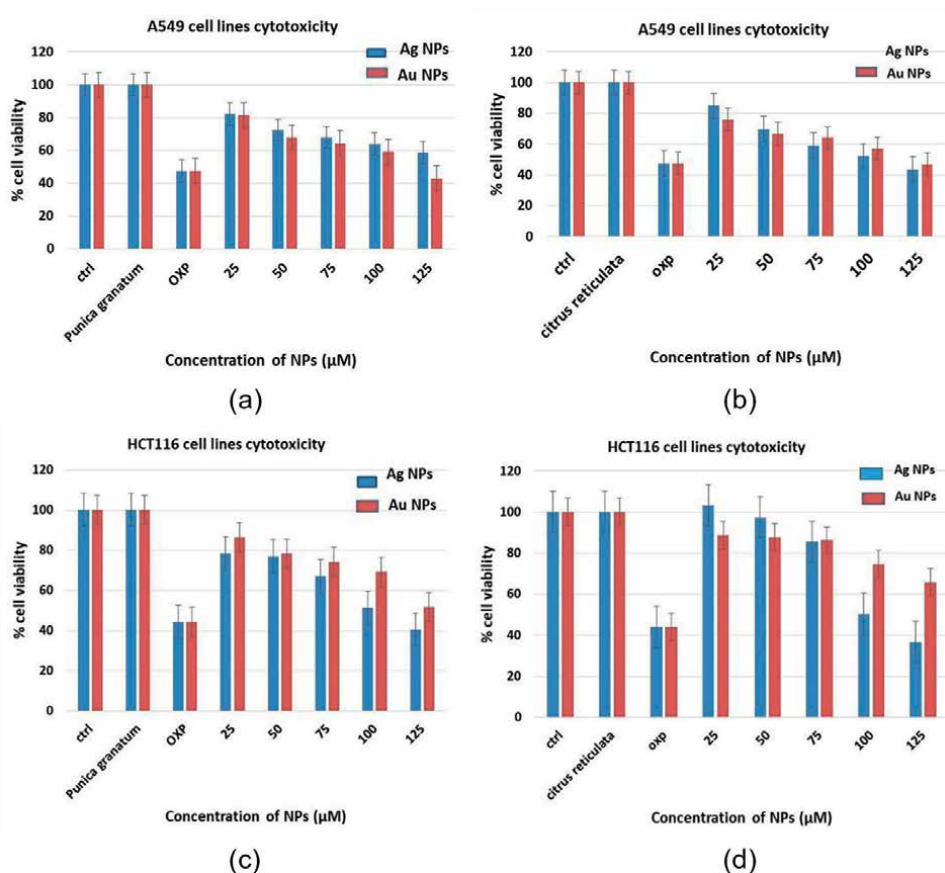 (a)
A549 cell lines cytotoxicity
Ag NPs
Au NPs
% cell viability
120
100
80
60
40
20
0
ctrl
Punica granatum
OXP
25
50
75
100
125
Concentration of NPs (µM)
(a)
(b)
A549 cell lines cytotoxicity
Ag NPs
Au NPs
% cell viability
120
100
80
60
40
20
0
ctrl
citrus reticulata
oxp
25
50
75
100
125
Concentration of NPs (µM)
(b)
HCT116 cell lines cytotoxicity
Ag NPs
Au NPs
% cell viability
120
100
80
60
40
20
0
ctrl
Punica granatum
OXP
25
50
75
100
125
Concentration of NPs (µM)
(c)
HCT116 cell lines cytotoxicity
Ag NPs
Au NPs
% cell viability
120
100
80
60
40
20
0
ctrl
citrus reticulata
oxp
25
50
75
100
125
Concentration of NPs (µM)
(d)